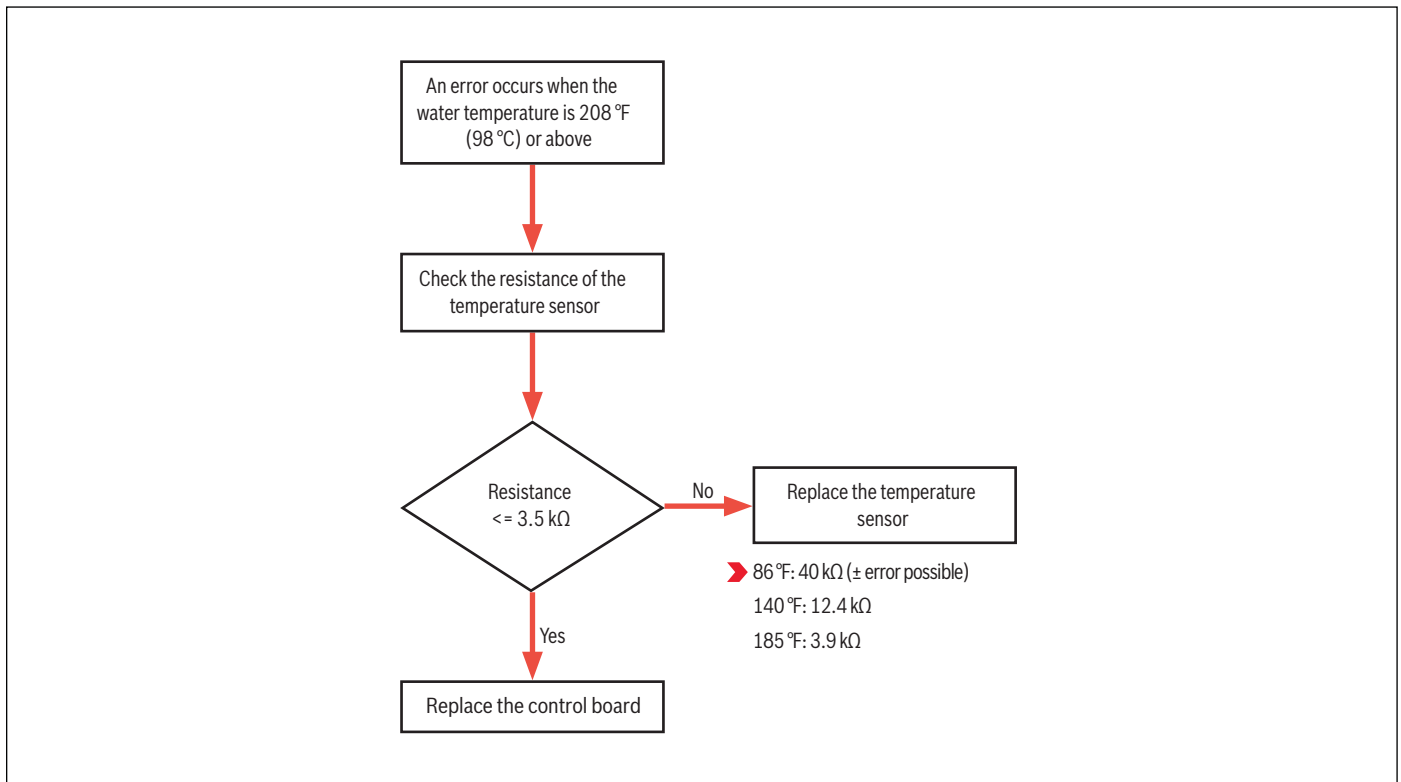 An error occurs when the
water temperature is 208 °F
(98 °C) or above
Check the resistance of the
temperature sensor
Resistance
<= 3.5 kΩ
No
Replace the temperature
sensor
86 °F: 40 kΩ (± error possible)
140 °F: 12.4 kΩ
185 °F: 3.9 kΩ
Yes
Replace the control board